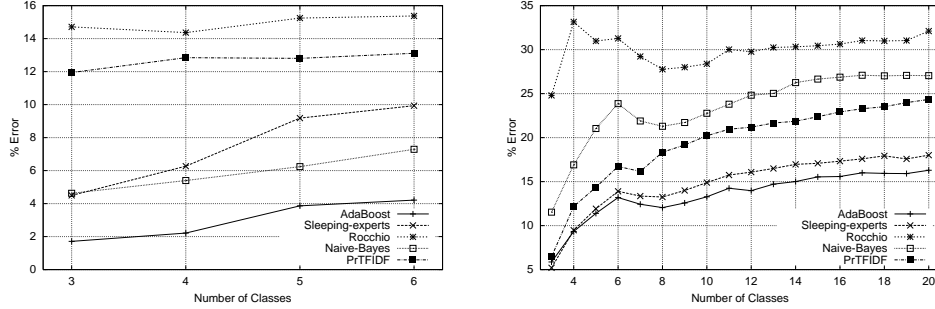 16
14
12
10
8
6
4
2
0
% Error
AdaBoost
Sleeping-experts
Rocchio
Naive-Bayes
PrTFIDF
3 4 5 6
Number of Classes
35
30
25
20
15
10
5
% Error
AdaBoost
Sleeping-experts
Rocchio
Naive-Bayes
PrTFIDF
4 6 8 10 12 14 16 18 20
Number of Classes